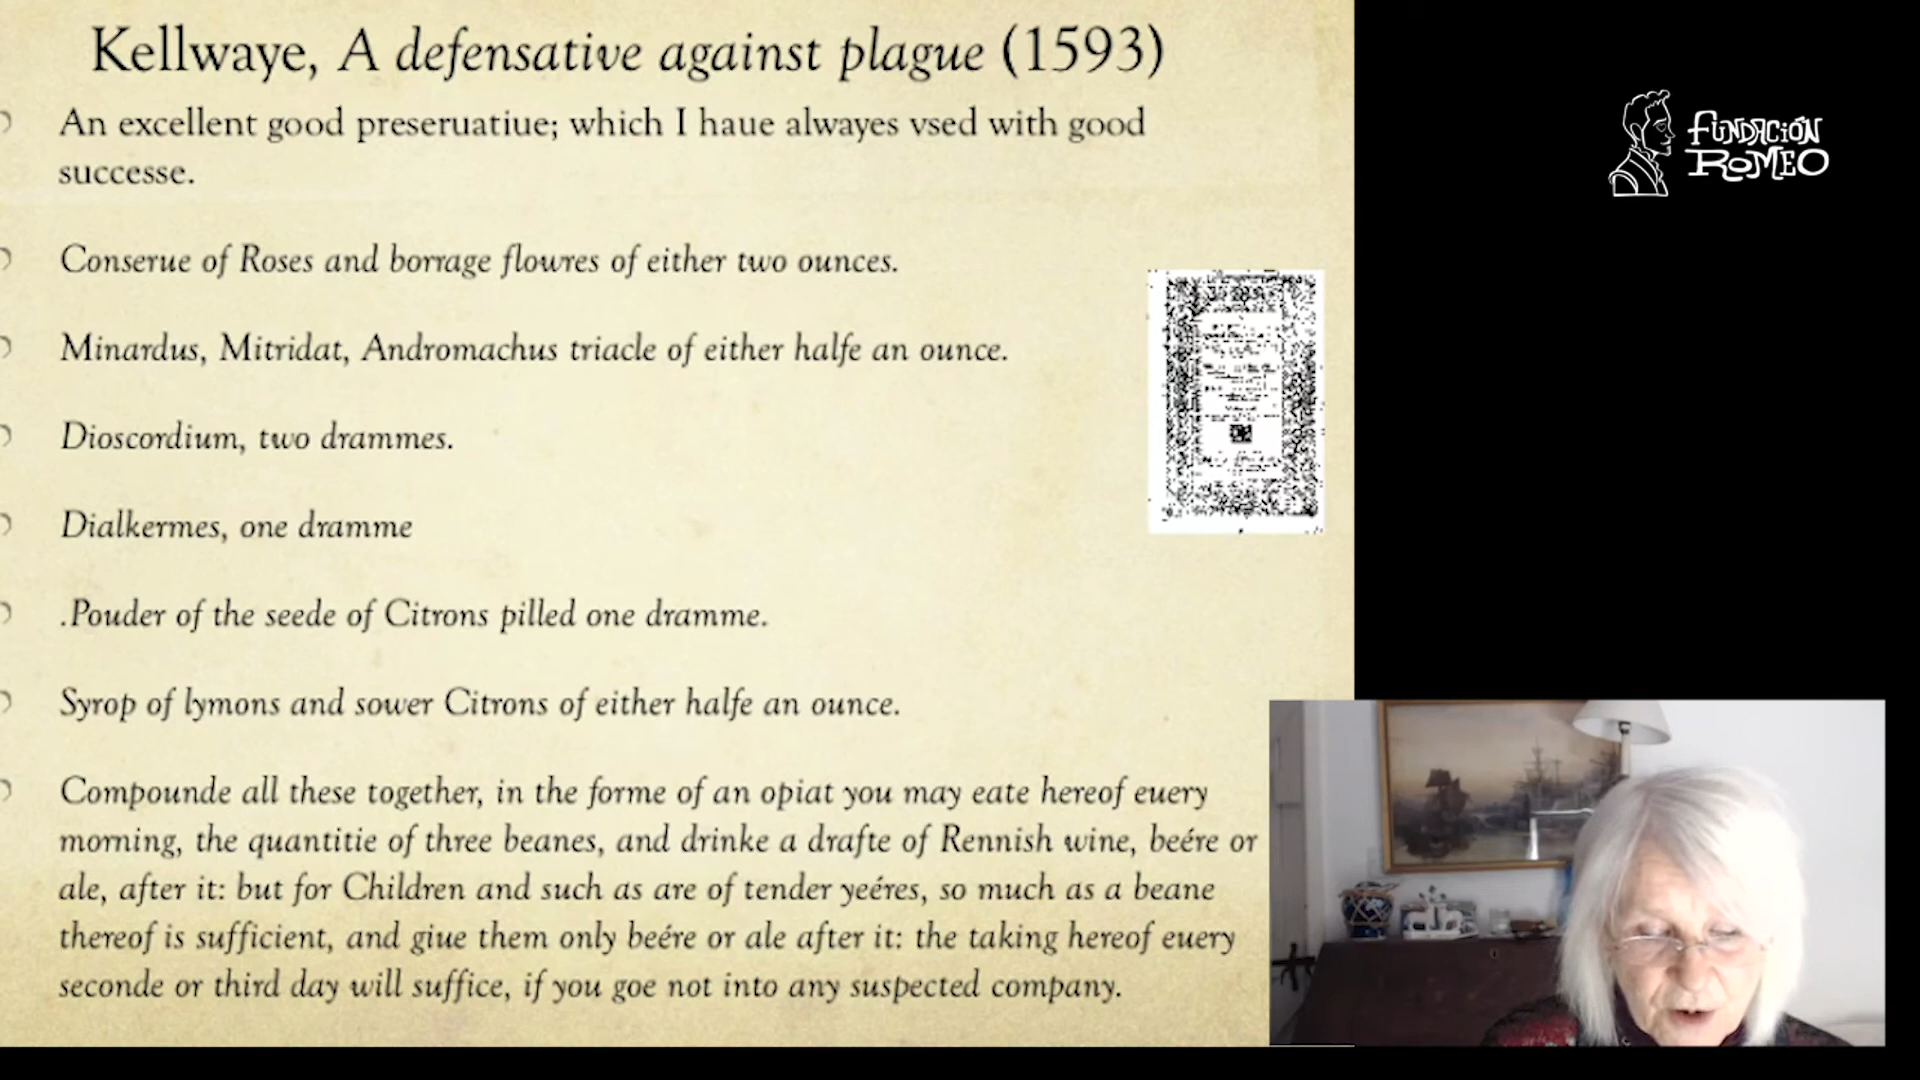 Kellwaye, A defensative against plague (1593)
An excellent good preseruatiue; which I haue alwayes vsed with good
successe.
Conserue of Roses and borrage flowres of either two ounces.
Minardus, Mitridat, Andromachus triacle of either halfe an ounce.
Dioscordium, two drammes.
Dialkermes, one dramme
.Pouder of the seede of Citrons pilled one dramme.
Syrop of lymons and sower Citrons of either halfe an ounce.
Compounde all these together, in the forme of an opiat you may eate hereof euery
morning, the quantitie of three beanes, and drinke a drafte of Rennish wine, beére or
ale, after it: but for Children and such as are of tender yeéres, so much as a beane
thereof is sufficient, and giue them only beére or ale after it: the taking hereof euery
seconde or third day will suffice, if you goe not into any suspected company.
FUNDACIÓN
ROMEO